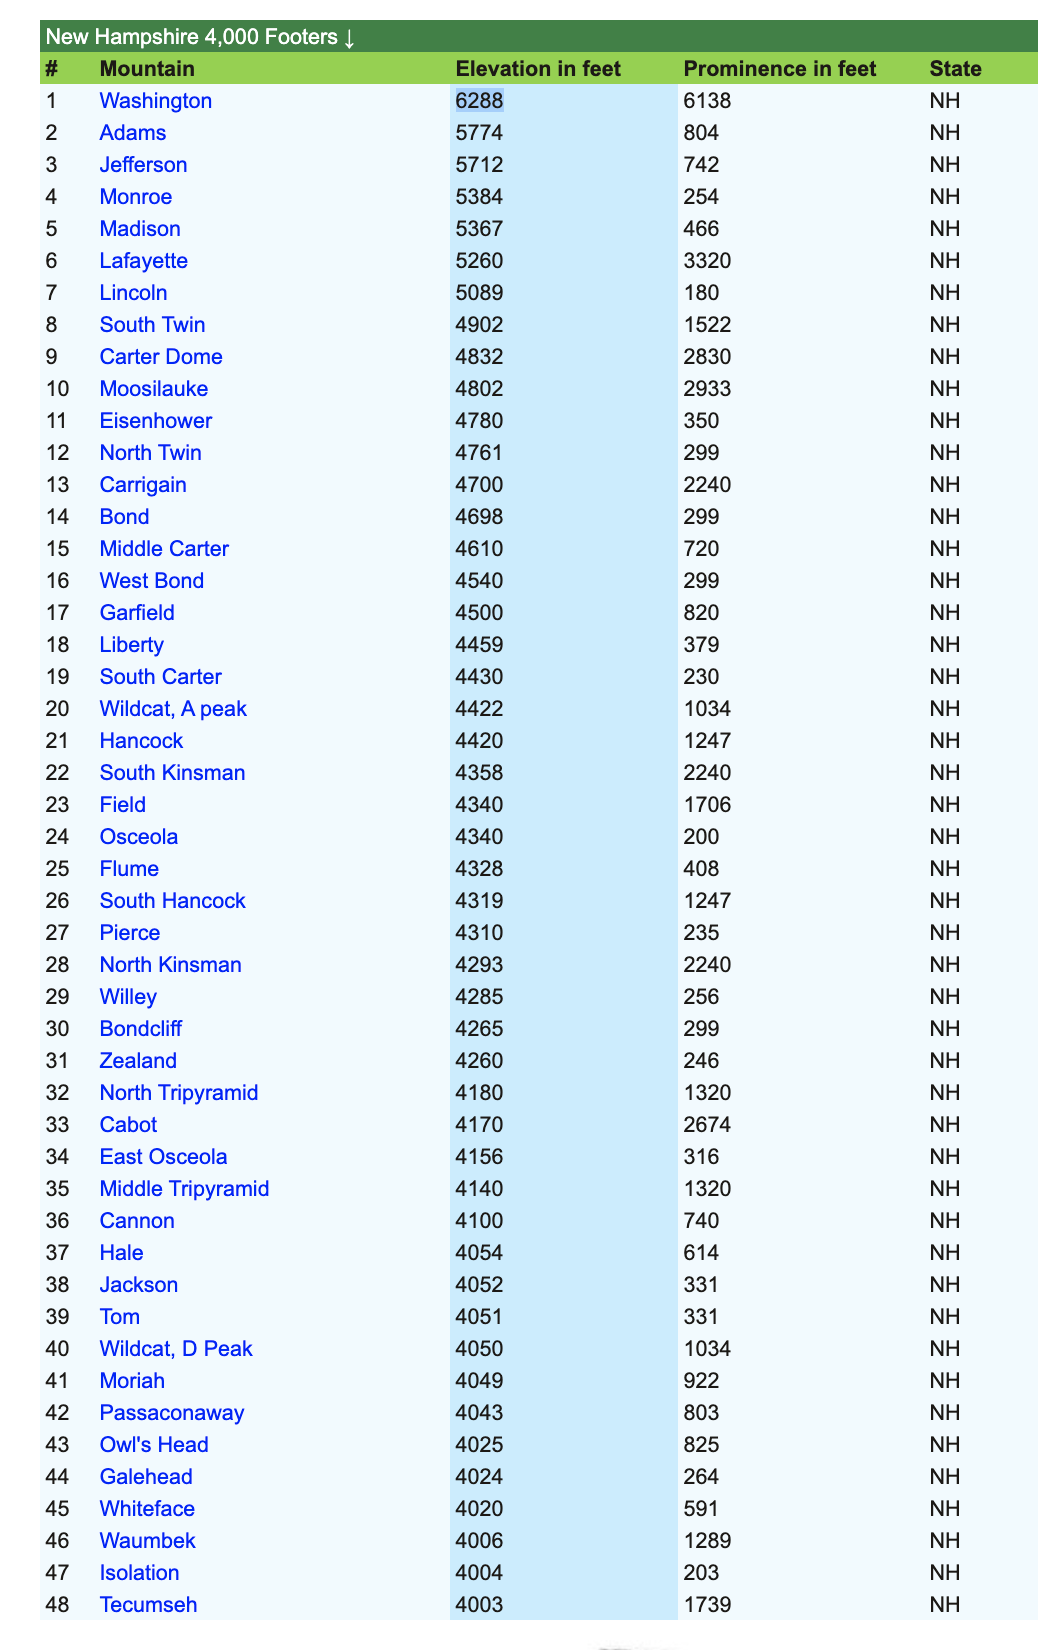 New Hampshire 4,000 Footers ↓
# Mountain Elevation in feet Prominence in feet State
1 Washington 6288 6138 NH
2 Adams 5774 804 NH
3 Jefferson 5712 742 NH
4 Monroe 5384 254 NH
5 Madison 5367 466 NH
6 Lafayette 5260 3320 NH
7 Lincoln 5089 180 NH
8 South Twin 4902 1522 NH
9 Carter Dome 4832 2830 NH
10 Moosilauke 4802 2933 NH
11 Eisenhower 4780 350 NH
12 North Twin 4761 299 NH
13 Carrigain 4700 2240 NH
14 Bond 4698 299 NH
15 Middle Carter 4610 720 NH
16 West Bond 4540 299 NH
17 Garfield 4500 820 NH
18 Liberty 4459 379 NH
19 South Carter 4430 230 NH
20 Wildcat, A peak 4422 1034 NH
21 Hancock 4420 1247 NH
22 South Kinsman 4358 2240 NH
23 Field 4340 1706 NH
24 Osceola 4340 200 NH
25 Flume 4328 408 NH
26 South Hancock 4319 1247 NH
27 Pierce 4310 235 NH
28 North Kinsman 4293 2240 NH
29 Willey 4285 256 NH
30 Bondcliff 4265 299 NH
31 Zealand 4260 246 NH
32 North Tripyramid 4180 1320 NH
33 Cabot 4170 2674 NH
34 East Osceola 4156 316 NH
35 Middle Tripyramid 4140 1320 NH
36 Cannon 4100 740 NH
37 Hale 4054 614 NH
38 Jackson 4052 331 NH
39 Tom 4051 331 NH
40 Wildcat, D Peak 4050 1034 NH
41 Moriah 4049 922 NH
42 Passaconaway 4043 803 NH
43 Owl's Head 4025 825 NH
44 Galehead 4024 264 NH
45 Whiteface 4020 591 NH
46 Waumbek 4006 1289 NH
47 Isolation 4004 203 NH
48 Tecumseh 4003 1739 NH